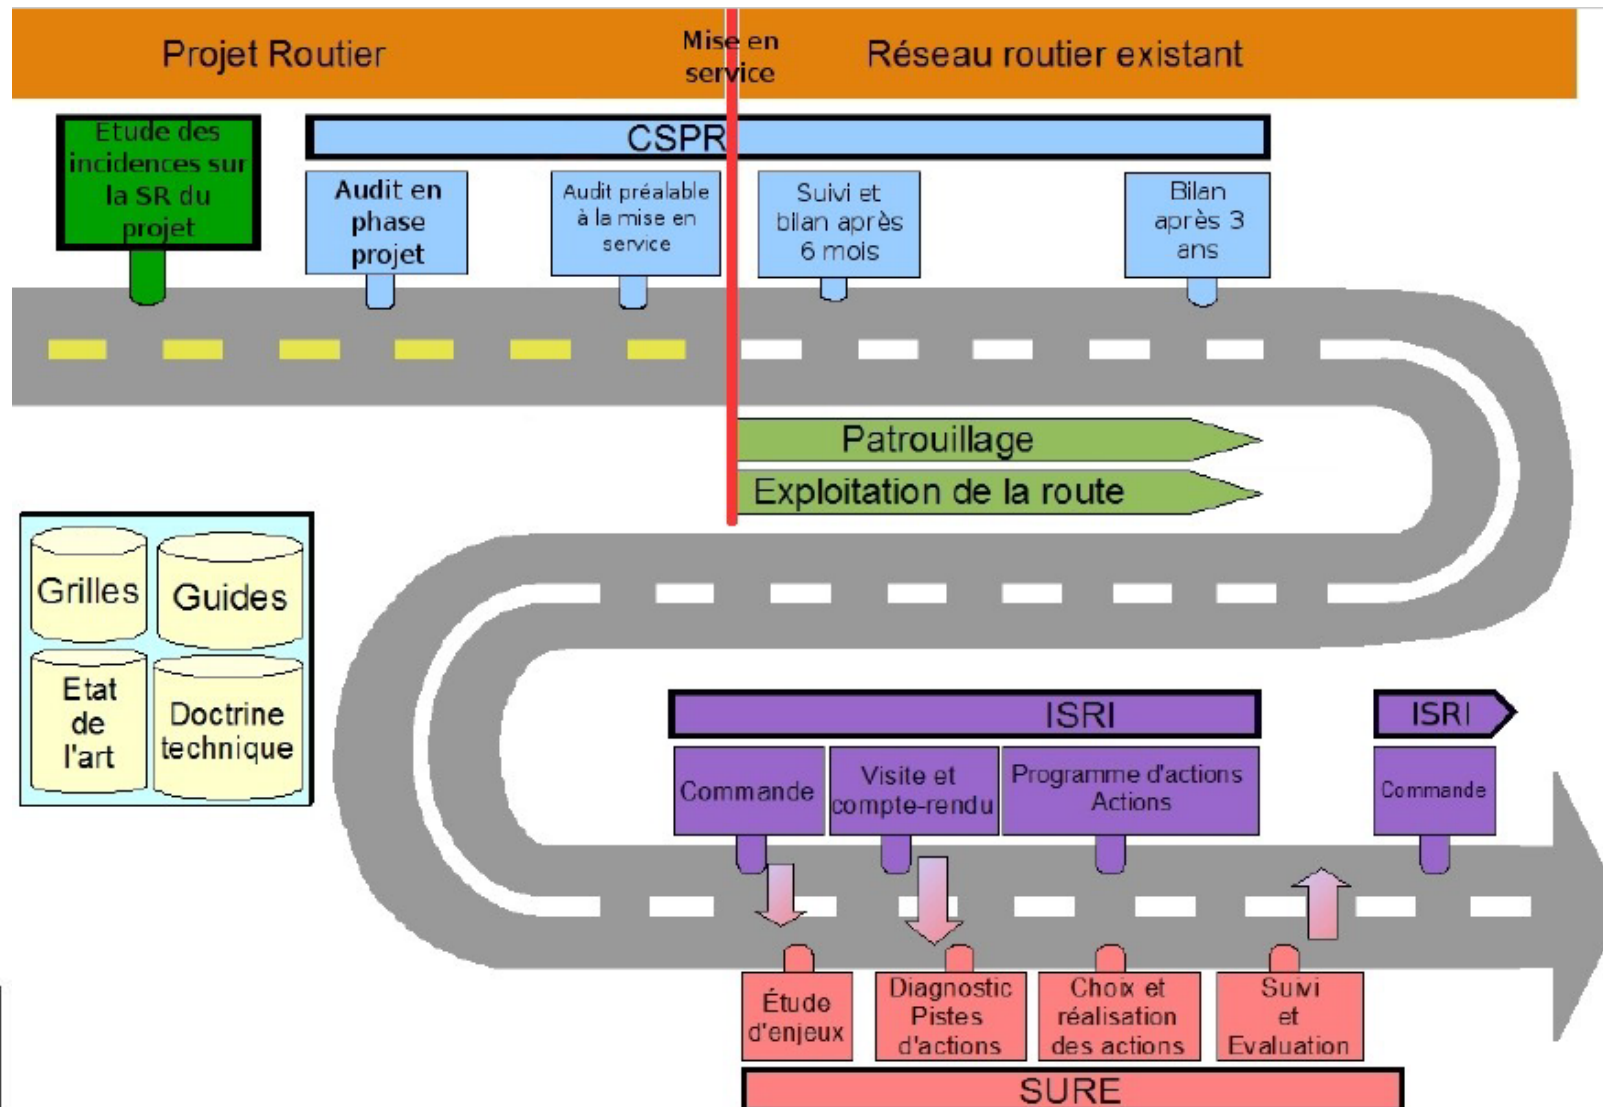 Projet Routier
Mise en
service
Réseau routier existant
Etude des
incidences sur
la SR du
projet
CSPR
Audit en
phase
projet
Audit préalable
à la mise en
service
Suivi et
bilan après
6 mois
Bilan
après 3
ans
Patrouillage
Exploitation de la route
Grilles
Guides
Etat
de
l'art
Doctrine
technique
ISRI
ISRI
Commande
Visite et
compte-rendu
Programme d'actions
Actions
Commande
Étude
d'enjeux
Diagnostic
Pistes
d'actions
Choix et
réalisation
des actions
Suivi
et
Evaluation
SURE